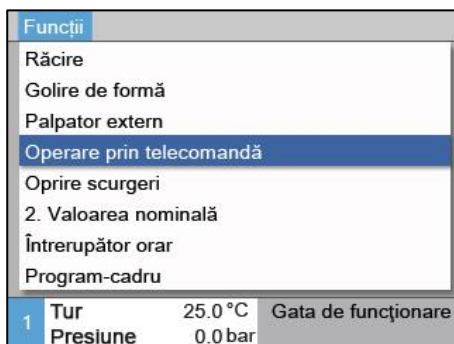 Funcții
Răcire
Golire de formă
Palpator extern
Operare prin telecomandă
Oprire scurgeri
2. Valoarea nominală
Întrerupător orar
Program-cadru
1 Tur 25.0 °C Gata de funcţionare
Presiune 0.0 bar